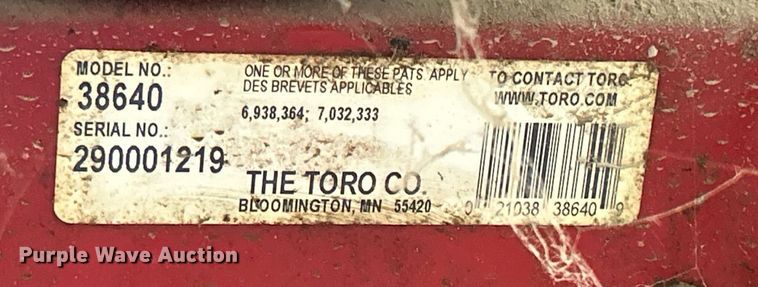 MODEL NO.:
38640
SERIAL NO.:
290001219
ONE OR MORE OF THESE PATS. APPLY
DES BREVETS APPLICABLES
6,938,364; 7,032,333
THE TORO CO.
BLOOMINGTON, MN 55420
TO CONTACT TORO
WWW.TORO.COM
0 21038 38640 9
Purple Wave Auction